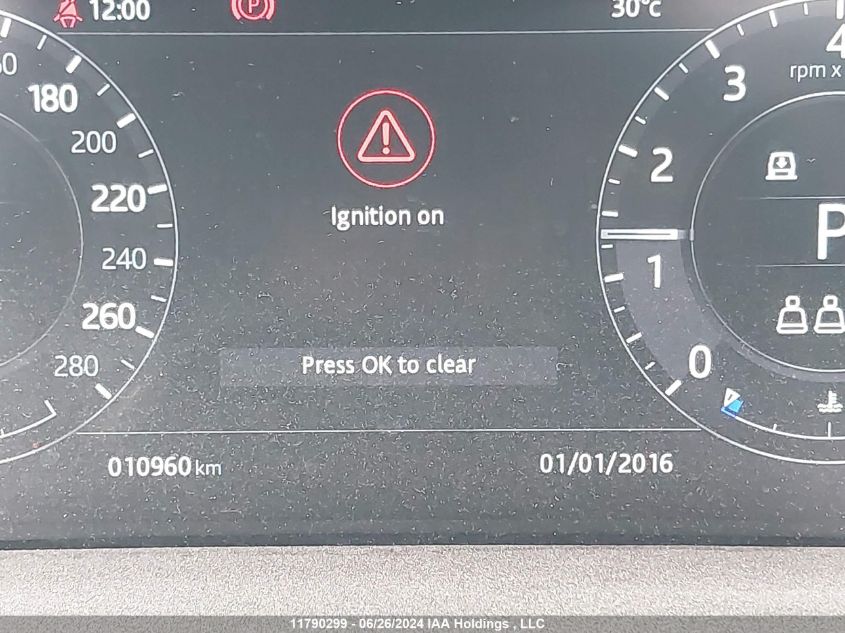 12:00
P
30°c
180
200
220
240
260
280
Ignition on
Press OK to clear
4
rpm x
3
2
1
0
P
010960 km
01/01/2016
11790299 - 06/26/2024 IAA Holdings , LLC